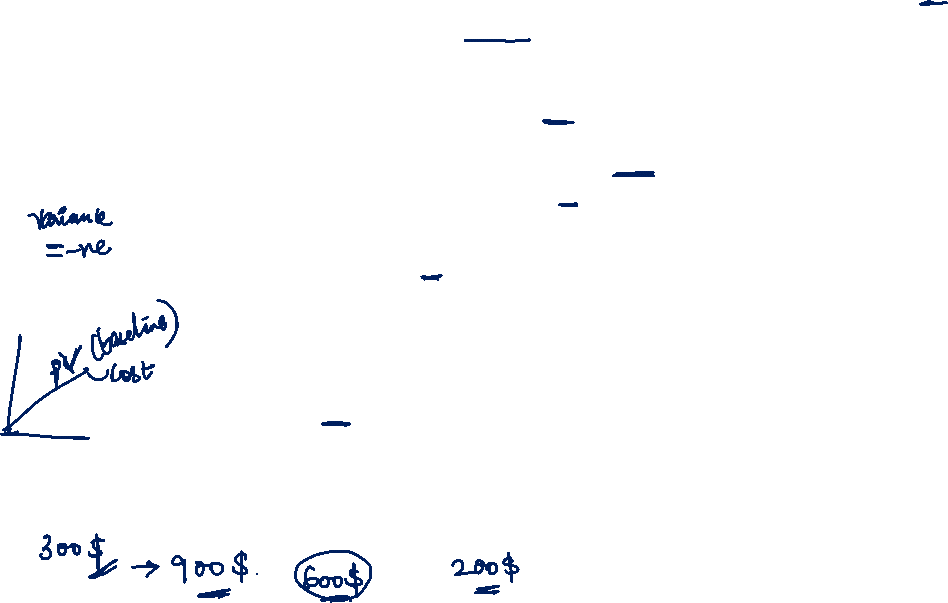 variance
= -ve
PV (baseline)
cost
300$ → 900$. 600$ 200$